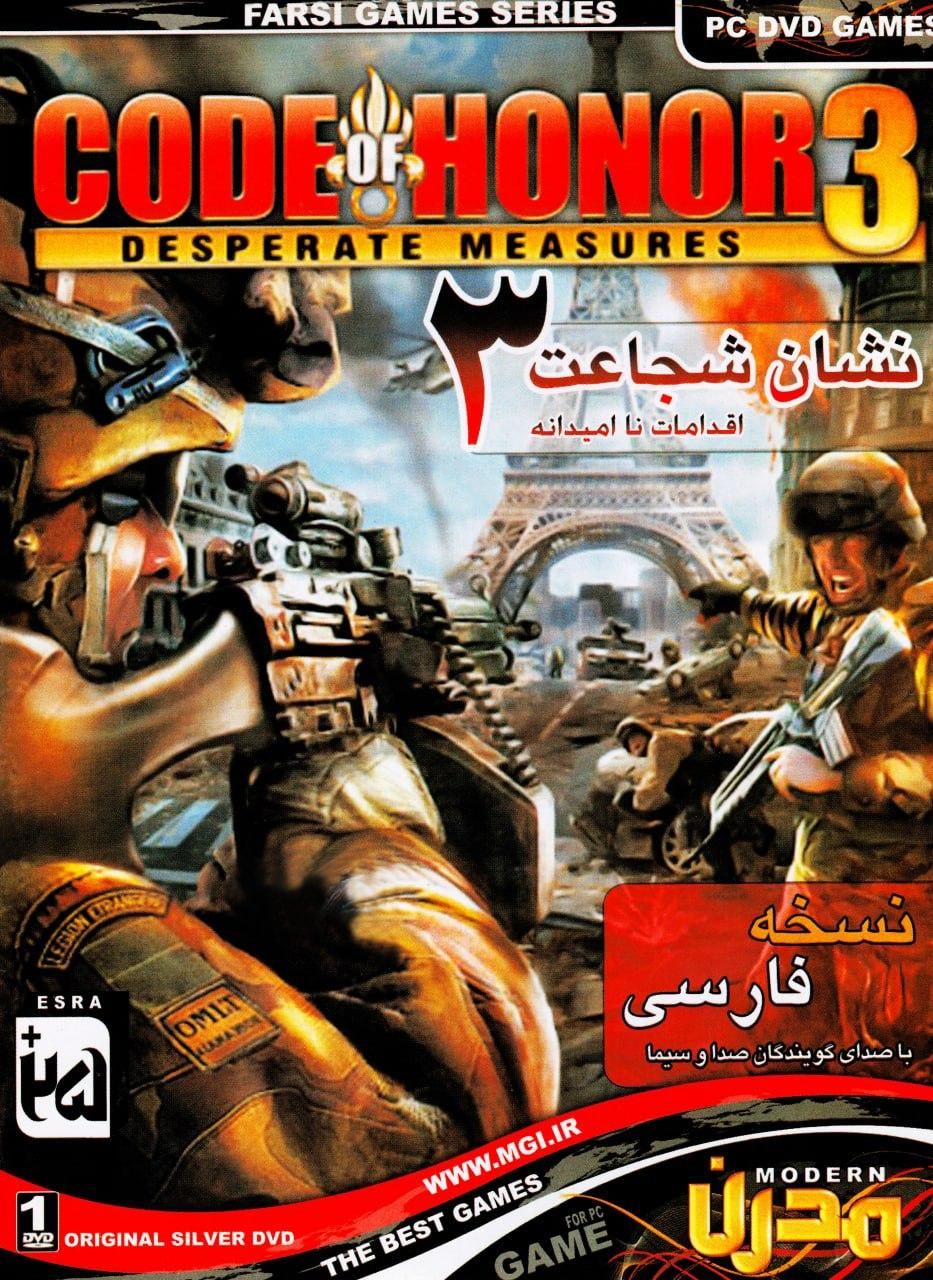 FARSI GAMES SERIES
PC DVD GAMES
CODE OF HONOR 3
DESPERATE MEASURES
نشان شجاعت ۳
اقدامات نا امیدانه
LEGION ETRANGERE
OMLT
نسخه
فارسی
با صدای گویندگان صدا و سیما
ESRA
+۲۵
WWW.MGI.IR
THE BEST GAMES
FOR PC
GAME
MODERN
مدرن
1
DVD
ORIGINAL SILVER DVD